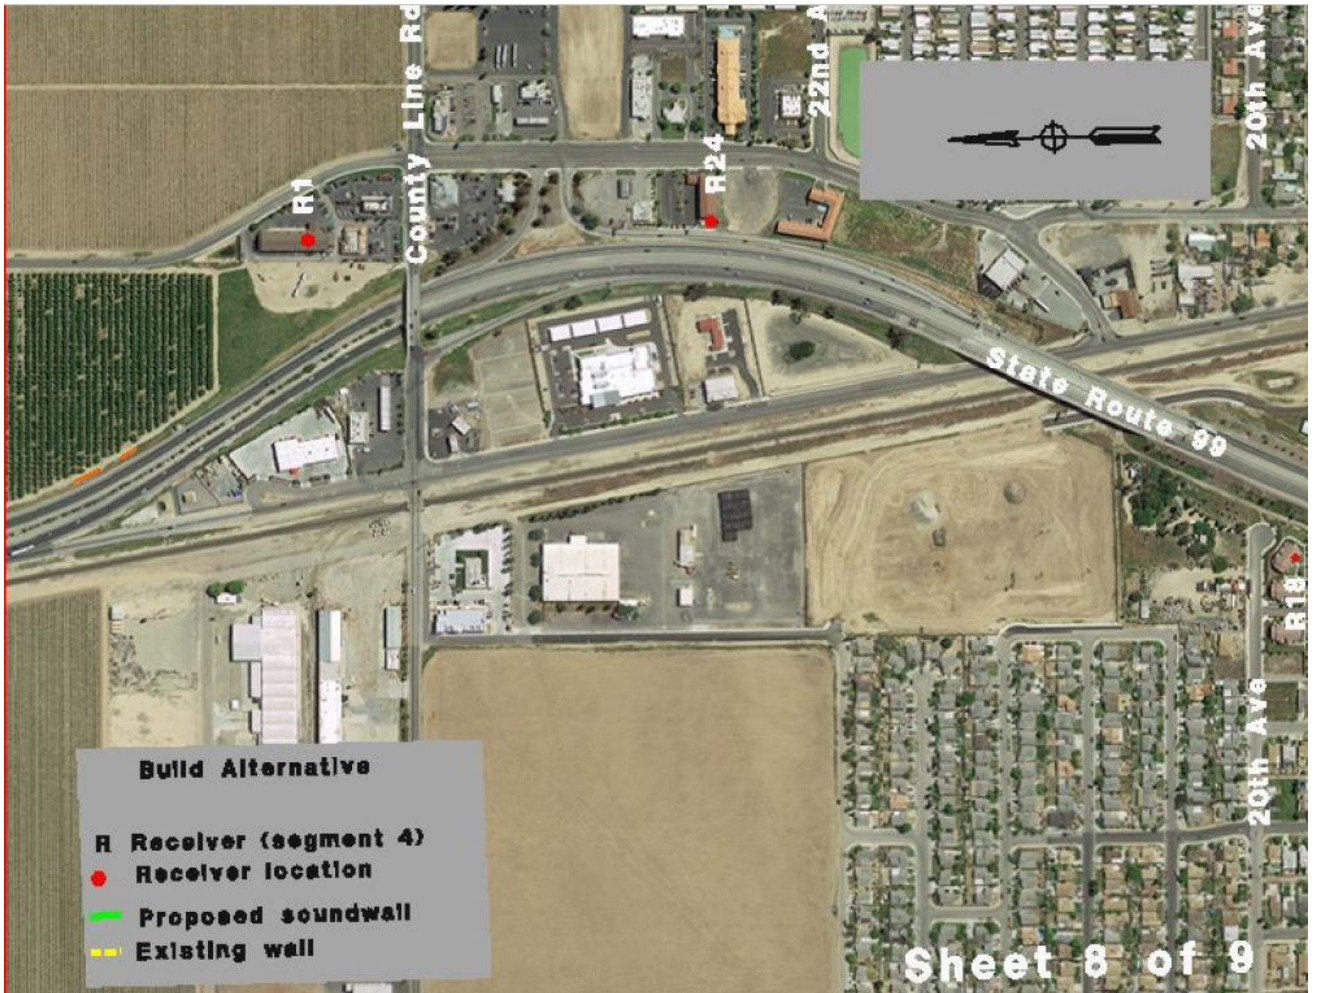 County Line Rd
22nd A
20th Ave
R1
R24
State Route 99
R18
20th Ave
Build Alternative
R Receiver (segment 4)
Receiver location
Proposed soundwall
Existing wall
Sheet 8 of 9